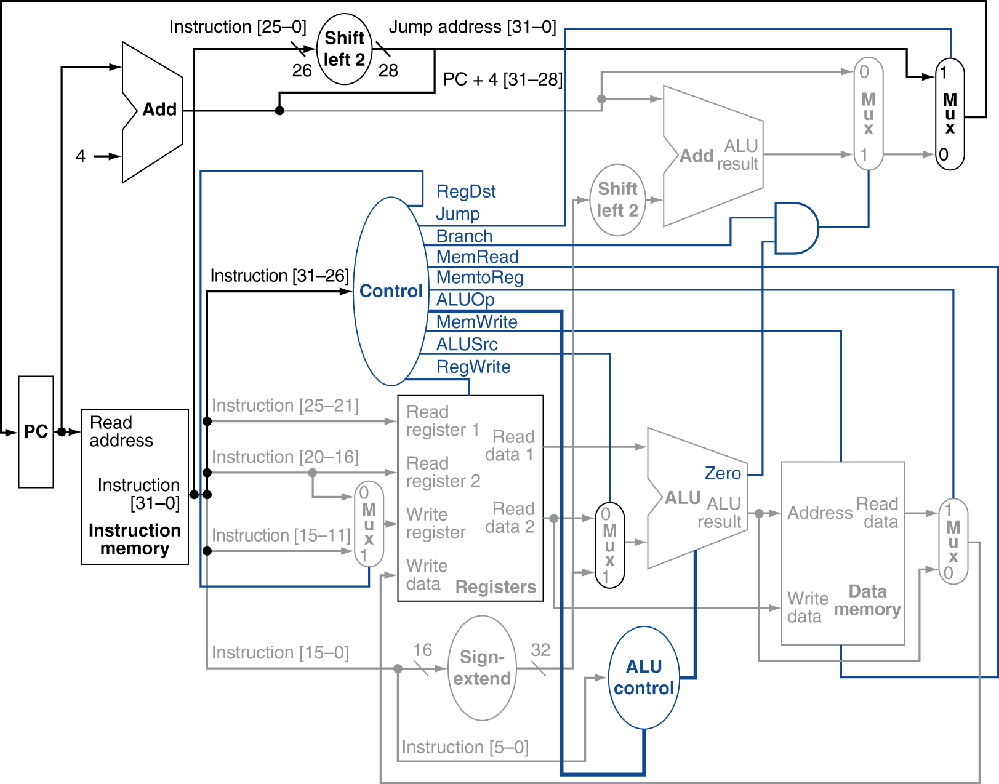 Instruction [25–0]
Shift
left 2
Jump address [31–0]
26
28
PC + 4 [31–28]
Add
4
0
M
u
x
1
1
M
u
x
0
Add
ALU
result
Shift
left 2
RegDst
Jump
Branch
MemRead
MemtoReg
ALUOp
MemWrite
ALUSrc
RegWrite
Instruction [31–26]
Control
PC
Read
address
Instruction
[31–0]
Instruction
memory
Instruction [25–21]
Instruction [20–16]
Instruction [15–11]
0
M
u
x
1
Read
register 1
Read
register 2
Write
register
Write
data
Read
data 1
Read
data 2
Registers
0
M
u
x
1
Zero
ALU
ALU
result
Address
Read
data
Write
data
Data
memory
1
M
u
x
0
Instruction [15–0]
16
Sign-
extend
32
ALU
control
Instruction [5–0]